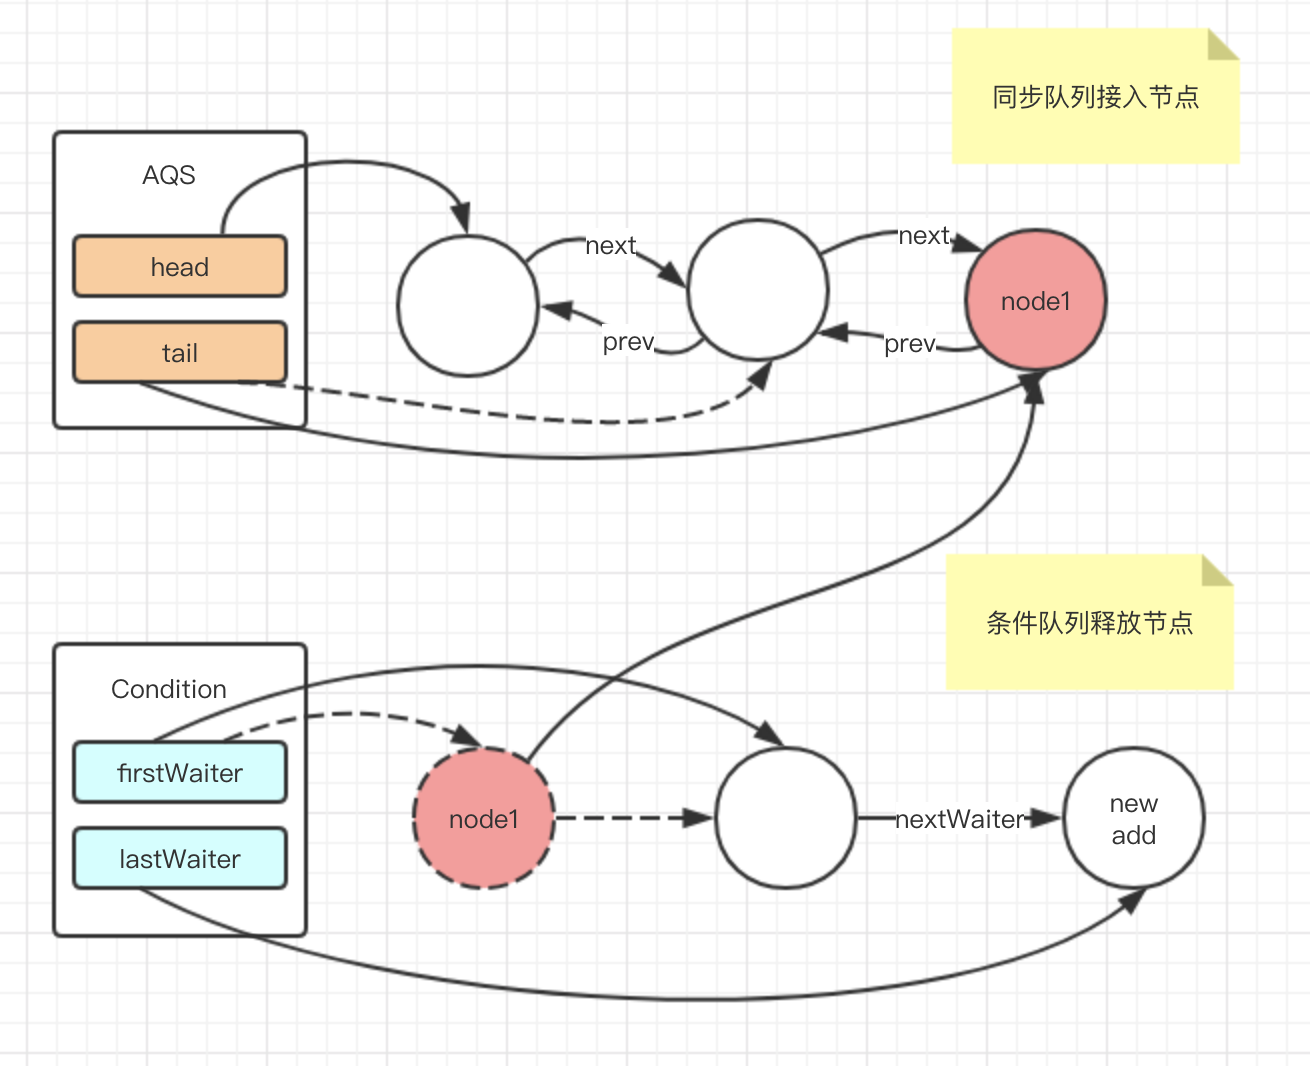 同步队列接入节点
AQS
head
tail
next
prev
next
prev
node1
条件队列释放节点
Condition
firstWaiter
lastWaiter
node1
nextWaiter
new
add